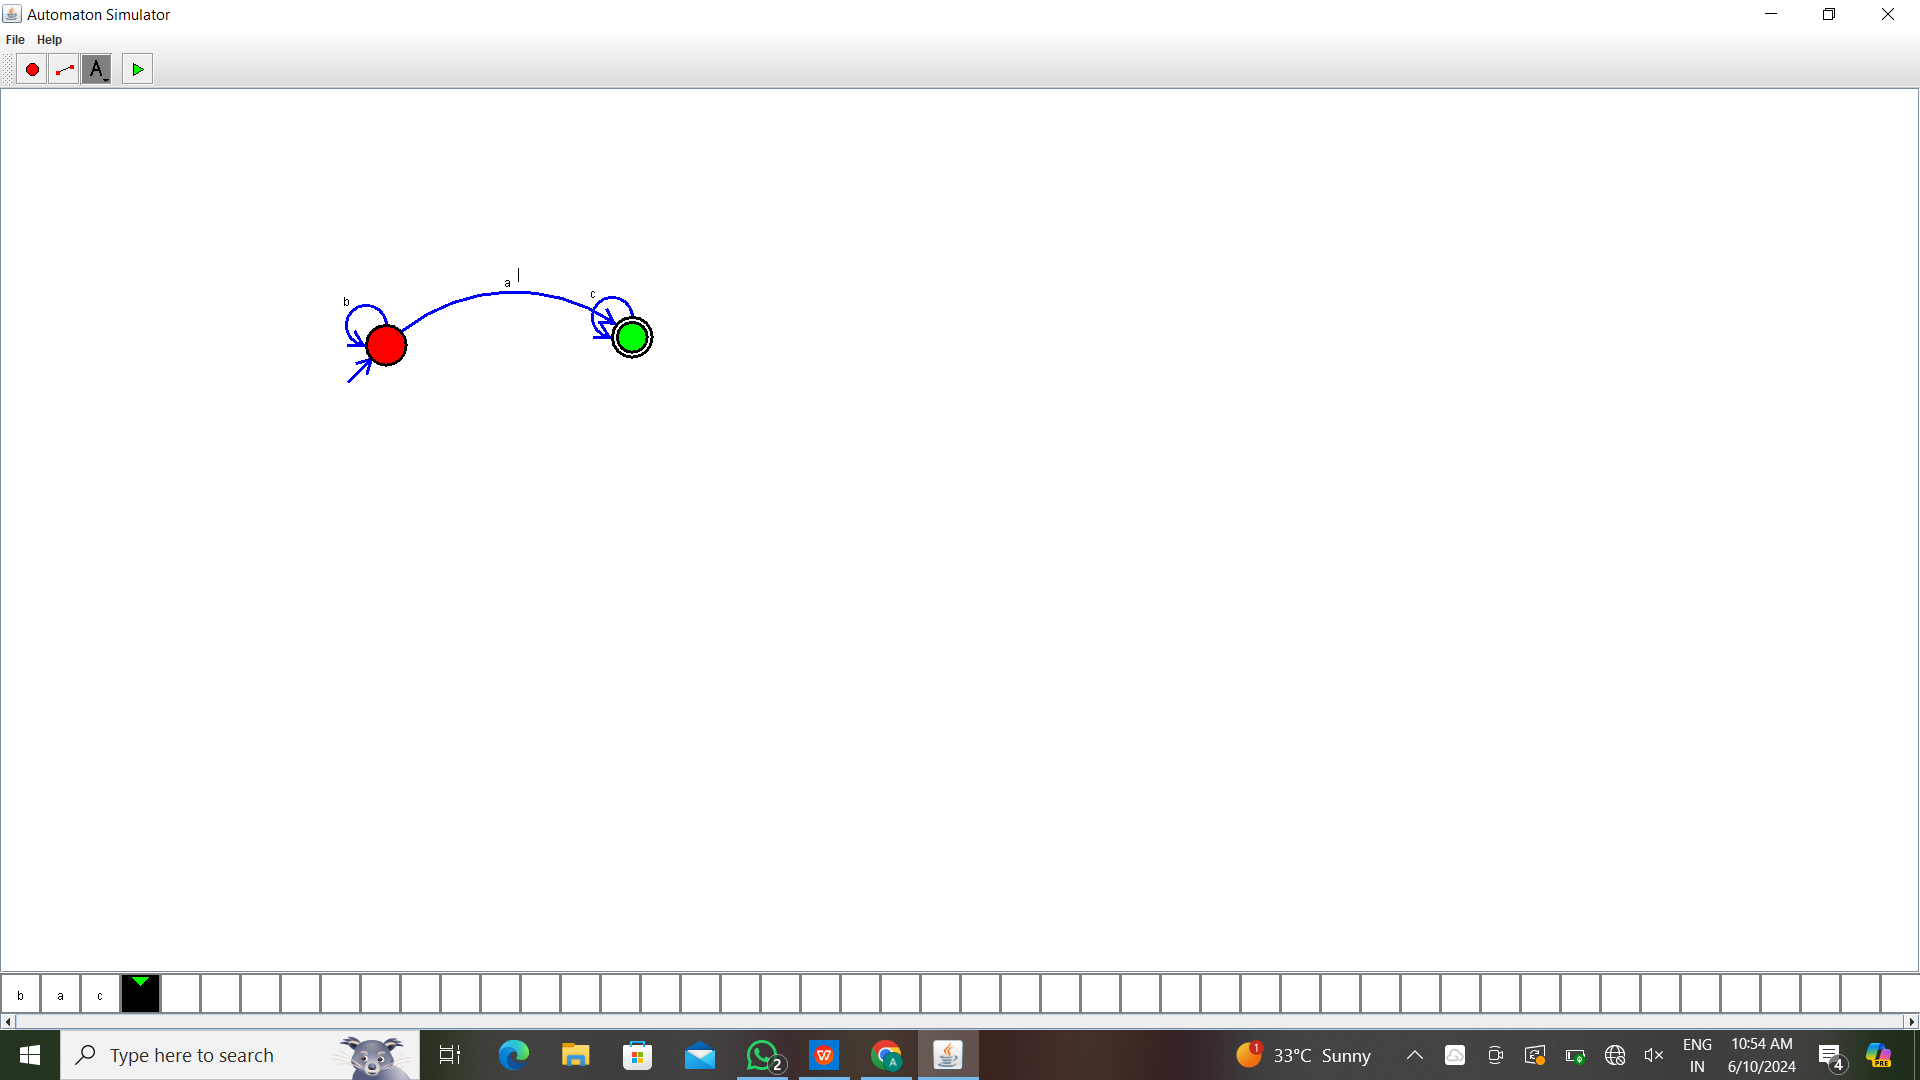 Automaton Simulator
File Help
A
a
b
c
b a c
Type here to search
2
W
A
1
33°C Sunny
ENG
IN
10:54 AM
6/10/2024
4
PRE